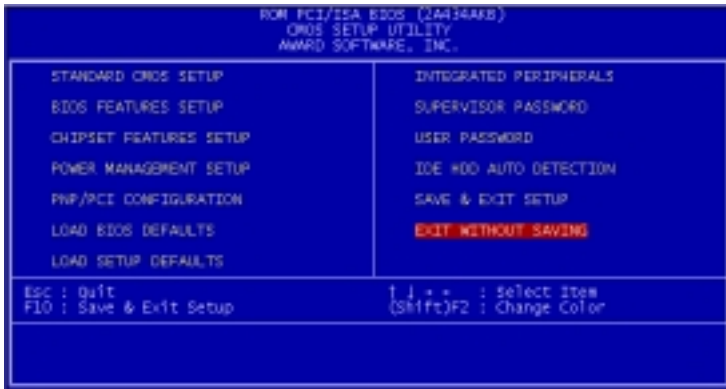 ROM PCI/ISA BIOS (2A434AKB)
CMOS SETUP UTILITY
AWARD SOFTWARE, INC.
STANDARD CMOS SETUP
BIOS FEATURES SETUP
CHIPSET FEATURES SETUP
POWER MANAGEMENT SETUP
PNP/PCI CONFIGURATION
LOAD BIOS DEFAULTS
LOAD SETUP DEFAULTS
INTEGRATED PERIPHERALS
SUPERVISOR PASSWORD
USER PASSWORD
IDE HDD AUTO DETECTION
SAVE & EXIT SETUP
EXIT WITHOUT SAVING
Esc : Quit
F10 : Save & Exit Setup
↑ ↓ → ← : Select Item
(Shift)F2 : Change Color